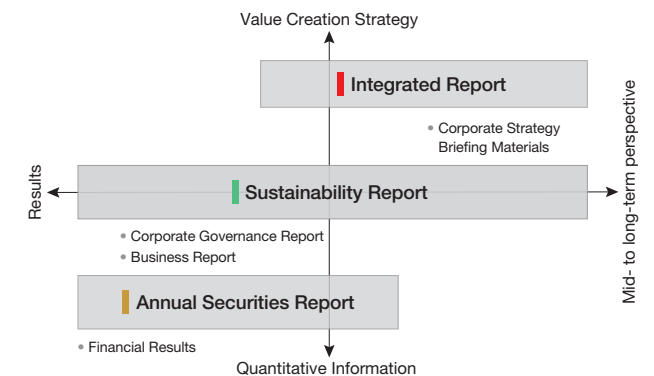 Value Creation Strategy
Integrated Report
• Corporate Strategy
Briefing Materials
Mid- to long-term perspective
Results
Sustainability Report
• Corporate Governance Report
• Business Report
Annual Securities Report
• Financial Results
Quantitative Information